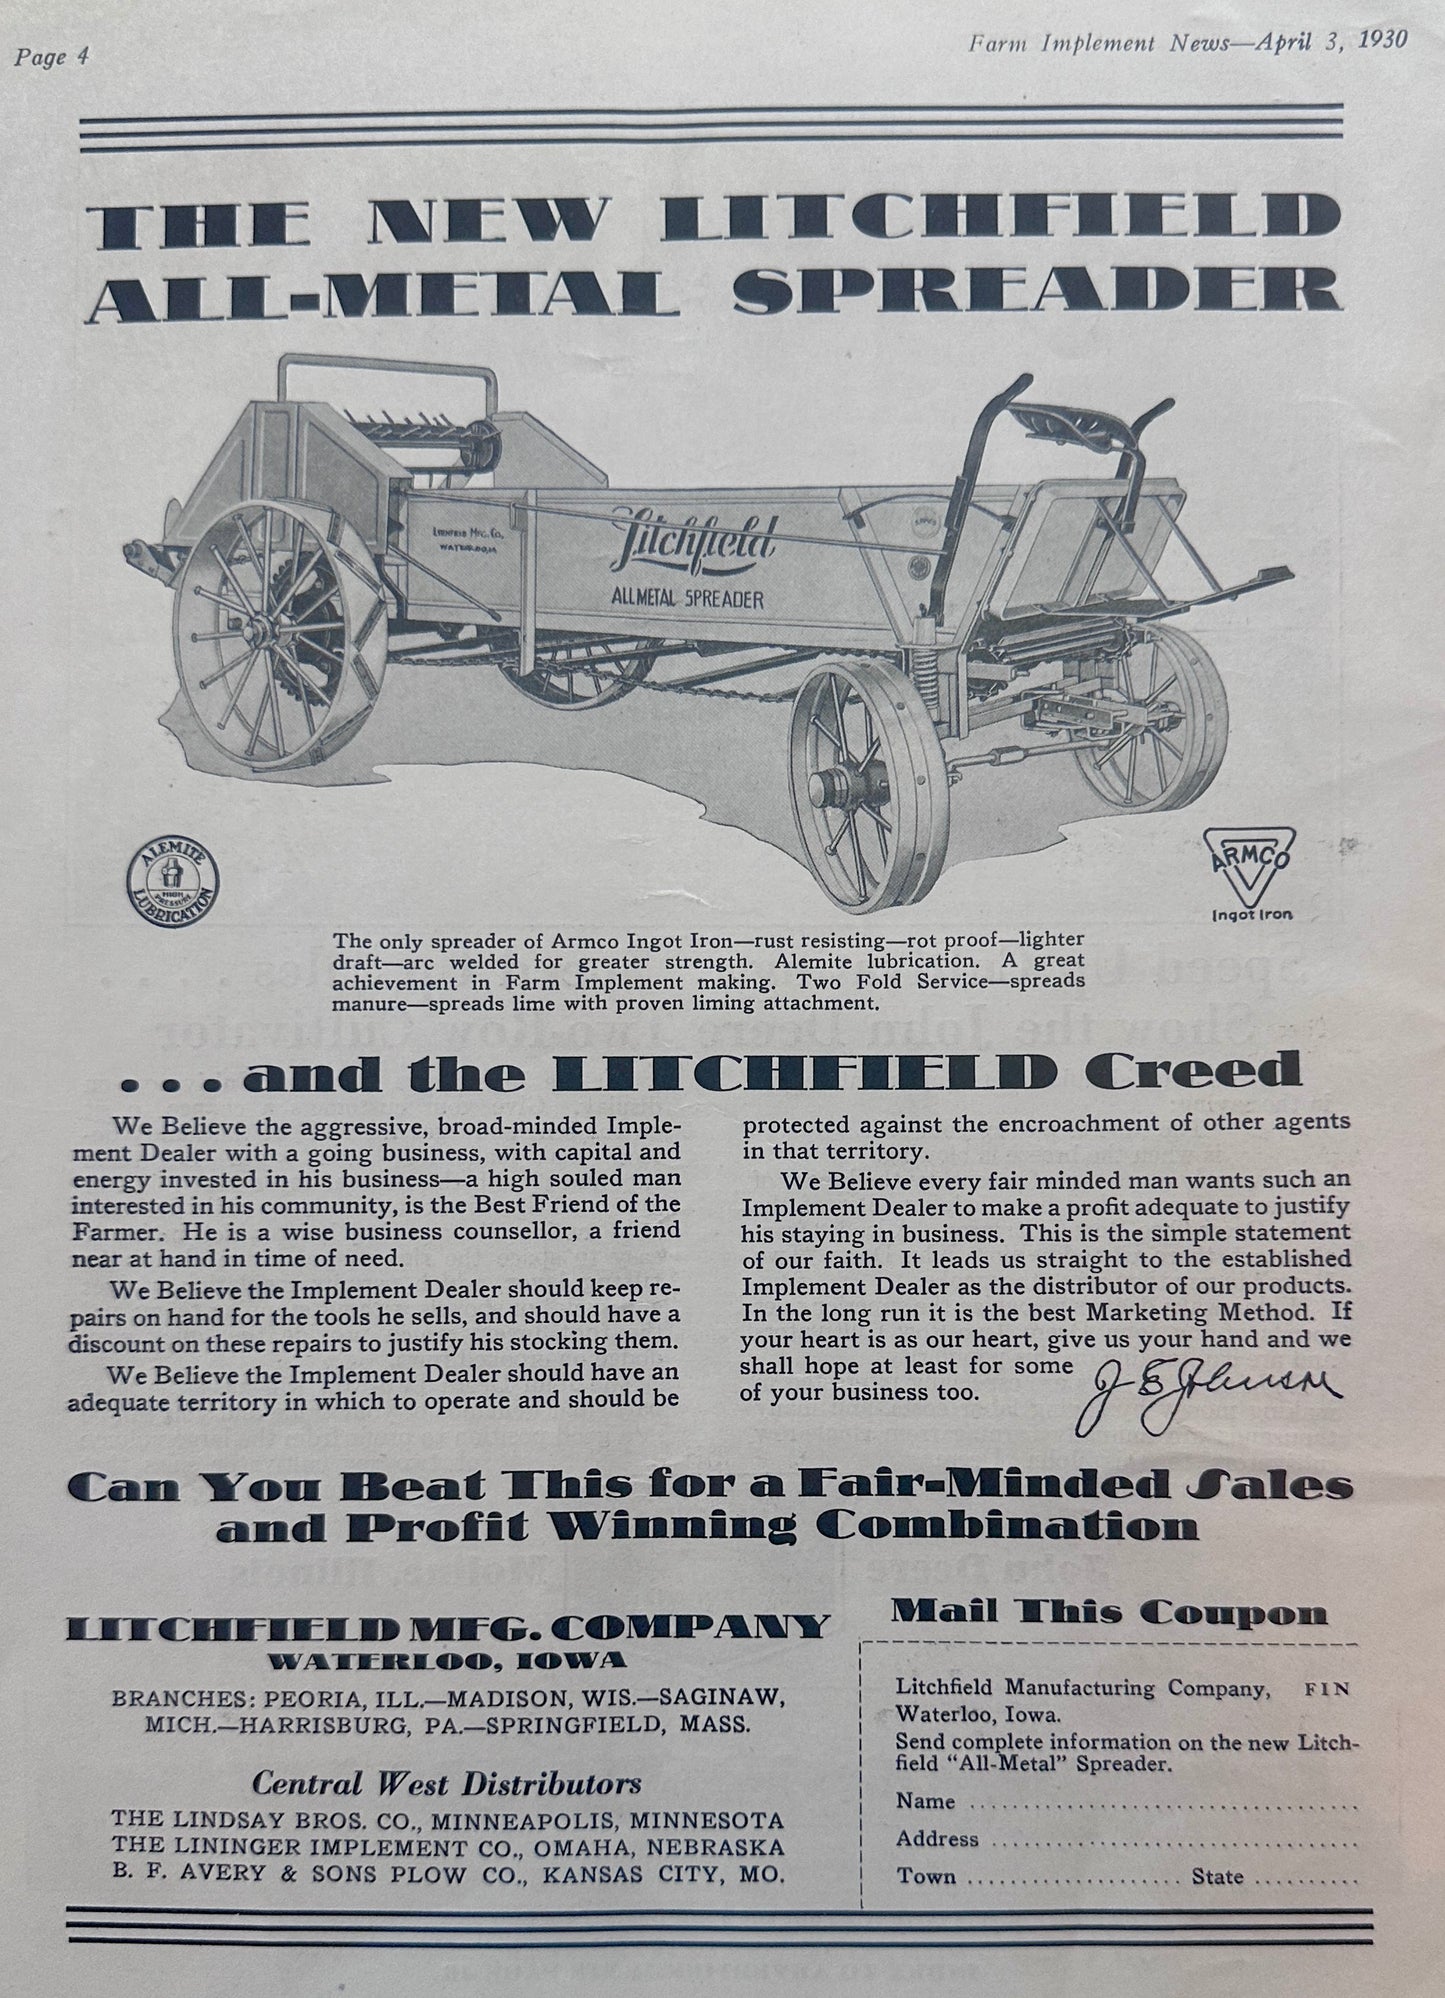 Page 4
Farm Implement News—April 3, 1930
THE NEW LITCHFIELD
ALL-METAL SPREADER
LITCHFIELD MFG. CO,
WATERLOO, IA
Litchfield
ALLMETAL SPREADER
ALEMITE
HIGH
PRESSURE
LUBRICATION
ARMCO
Ingot Iron
The only spreader of Armco Ingot Iron—rust resisting—rot proof—lighter
draft—arc welded for greater strength. Alemite lubrication. A great
achievement in Farm Implement making. Two Fold Service—spreads
manure—spreads lime with proven liming attachment.
...and the LITCHFIELD Creed
We Believe the aggressive, broad-minded Imple-
ment Dealer with a going business, with capital and
energy invested in his business—a high souled man
interested in his community, is the Best Friend of the
Farmer. He is a wise business counsellor, a friend
near at hand in time of need.
We Believe the Implement Dealer should keep re-
pairs on hand for the tools he sells, and should have a
discount on these repairs to justify his stocking them.
We Believe the Implement Dealer should have an
adequate territory in which to operate and should be
protected against the encroachment of other agents
in that territory.
We Believe every fair minded man wants such an
Implement Dealer to make a profit adequate to justify
his staying in business. This is the simple statement
of our faith. It leads us straight to the established
Implement Dealer as the distributor of our products.
In the long run it is the best Marketing Method. If
your heart is as our heart, give us your hand and we
shall hope at least for some
of your business too.
J E Johnson
Can You Beat This for a Fair-Minded Sales
and Profit Winning Combination
LITCHFIELD MFG. COMPANY
WATERLOO, IOWA
BRANCHES: PEORIA, ILL.—MADISON, WIS.—SAGINAW,
MICH.—HARRISBURG, PA.—SPRINGFIELD, MASS.
Central West Distributors
THE LINDSAY BROS. CO., MINNEAPOLIS, MINNESOTA
THE LININGER IMPLEMENT CO., OMAHA, NEBRASKA
B. F. AVERY & SONS PLOW CO., KANSAS CITY, MO.
Mail This Coupon
Litchfield Manufacturing Company, FIN
Waterloo, Iowa.
Send complete information on the new Litch-
field "All-Metal" Spreader.
Name ....................................
Address ..................................
Town .................... State ..........